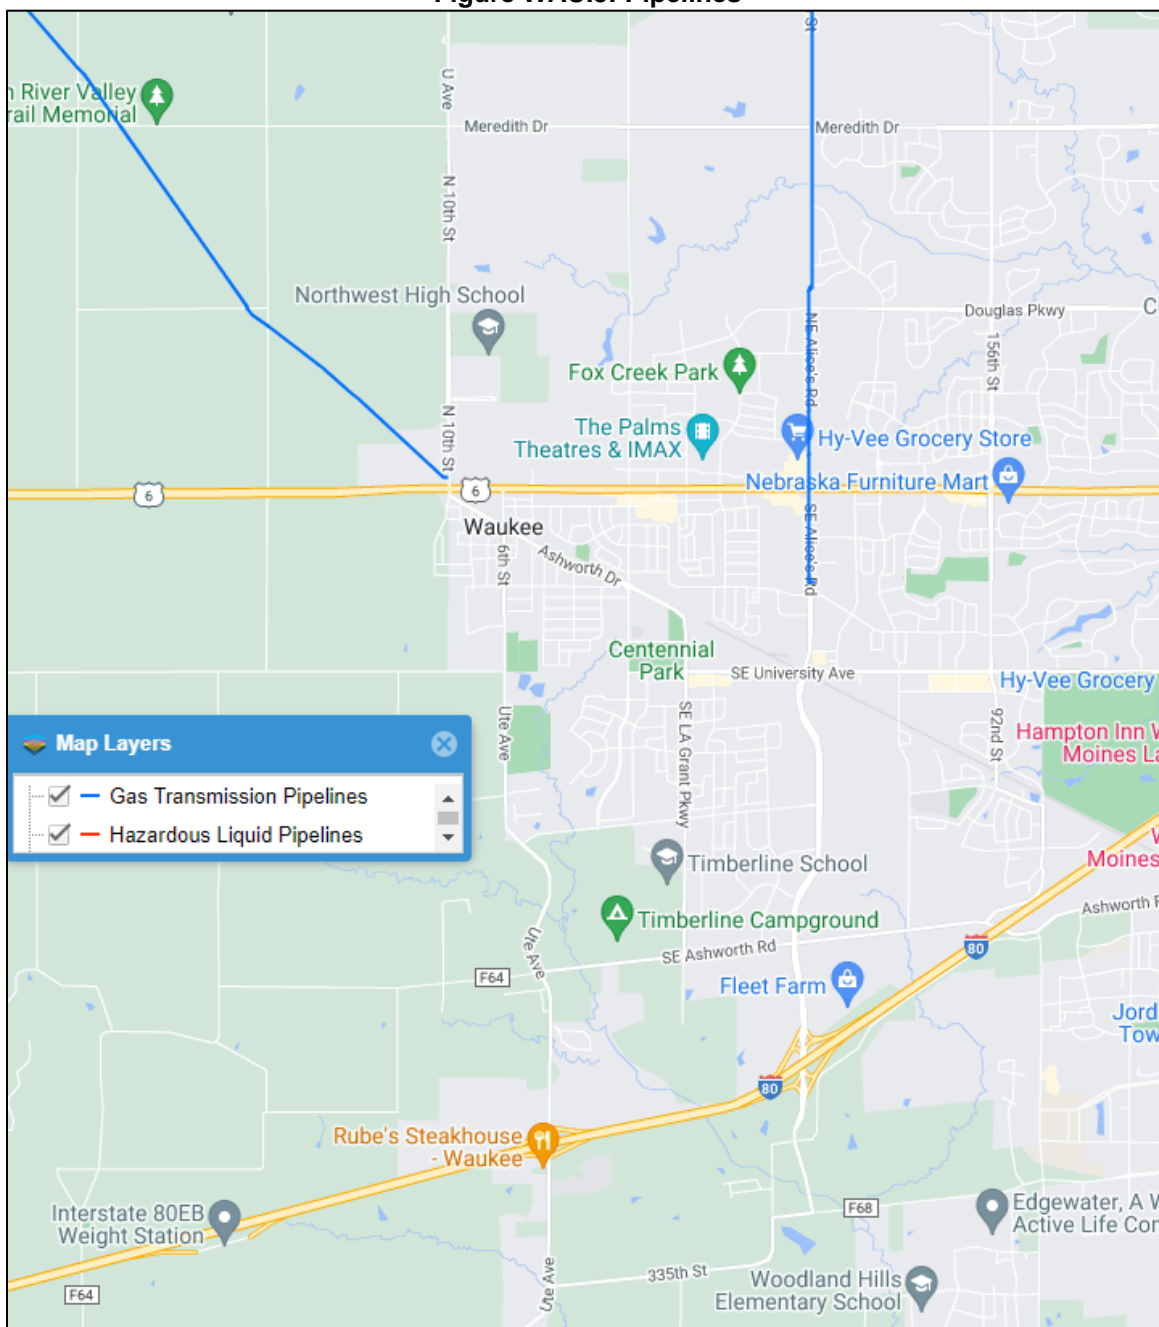 Figure WAU.3: Pipelines
St
U Ave
n River Valley
rail Memorial
Meredith Dr
Meredith Dr
N 10th St
Northwest High School
Douglas Pkwy
C
NE Alice's Rd
156th St
Fox Creek Park
N 10th St
The Palms
Theatres & IMAX
Hy-Vee Grocery Store
Nebraska Furniture Mart
6
6
Waukee
SE Alice's Rd
6th St
Ashworth Dr
Centennial
Park
SE University Ave
Hy-Vee Grocery
Ute Ave
SE LA Grant Pkwy
92nd St
Hampton Inn W
Moines La
Map Layers
Gas Transmission Pipelines
Hazardous Liquid Pipelines
W
Moines
Timberline School
Timberline Campground
Ashworth R
Ute Ave
SE Ashworth Rd
80
F64
Fleet Farm
Jord
Tow
80
Rube's Steakhouse
- Waukee
Interstate 80EB
Weight Station
F68
Edgewater, A W
Active Life Com
335th St
Ute Ave
Woodland Hills
Elementary School
F64